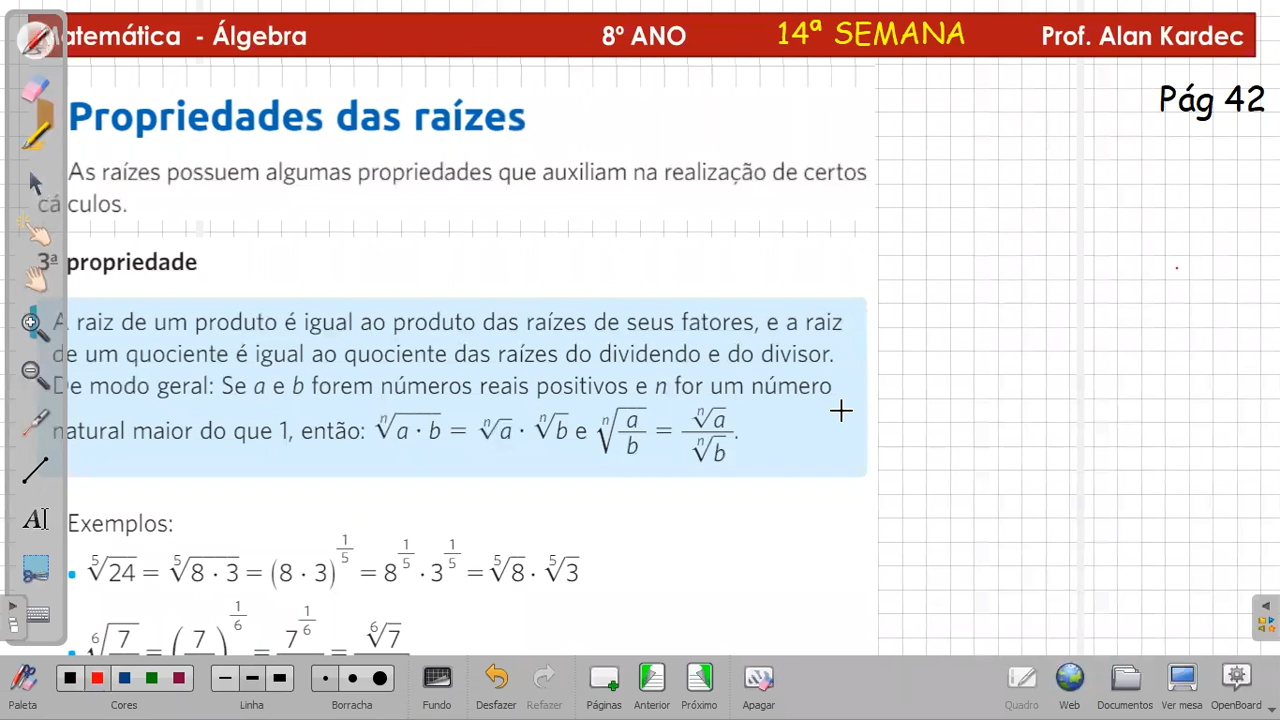 Matemática - Álgebra 8º ANO 14ª SEMANA Prof. Alan Kardec
Pág 42
Propriedades das raízes
As raízes possuem algumas propriedades que auxiliam na realização de certos
cálculos.
3ª propriedade
A raiz de um produto é igual ao produto das raízes de seus fatores, e a raiz
de um quociente é igual ao quociente das raízes do dividendo e do divisor.
De modo geral: Se a e b forem números reais positivos e n for um número
natural maior do que 1, então: ⁿ√(a · b) = ⁿ√a · ⁿ√b e ⁿ√(a/b) = ⁿ√a / ⁿ√b.
Exemplos:
• ⁵√24 = ⁵√(8 · 3) = (8 · 3)^(1/5) = 8^(1/5) · 3^(1/5) = ⁵√8 · ⁵√3
Paleta Cores Linha Borracha Fundo Desfazer Refazer Páginas Anterior Próximo Apagar Quadro Web Documentos Ver mesa OpenBoard